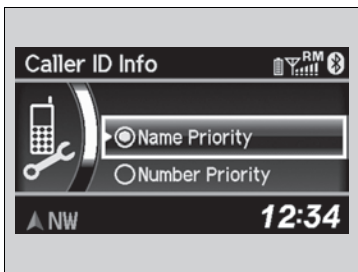 Caller ID Info
RM
Name Priority
Number Priority
NW
12:34